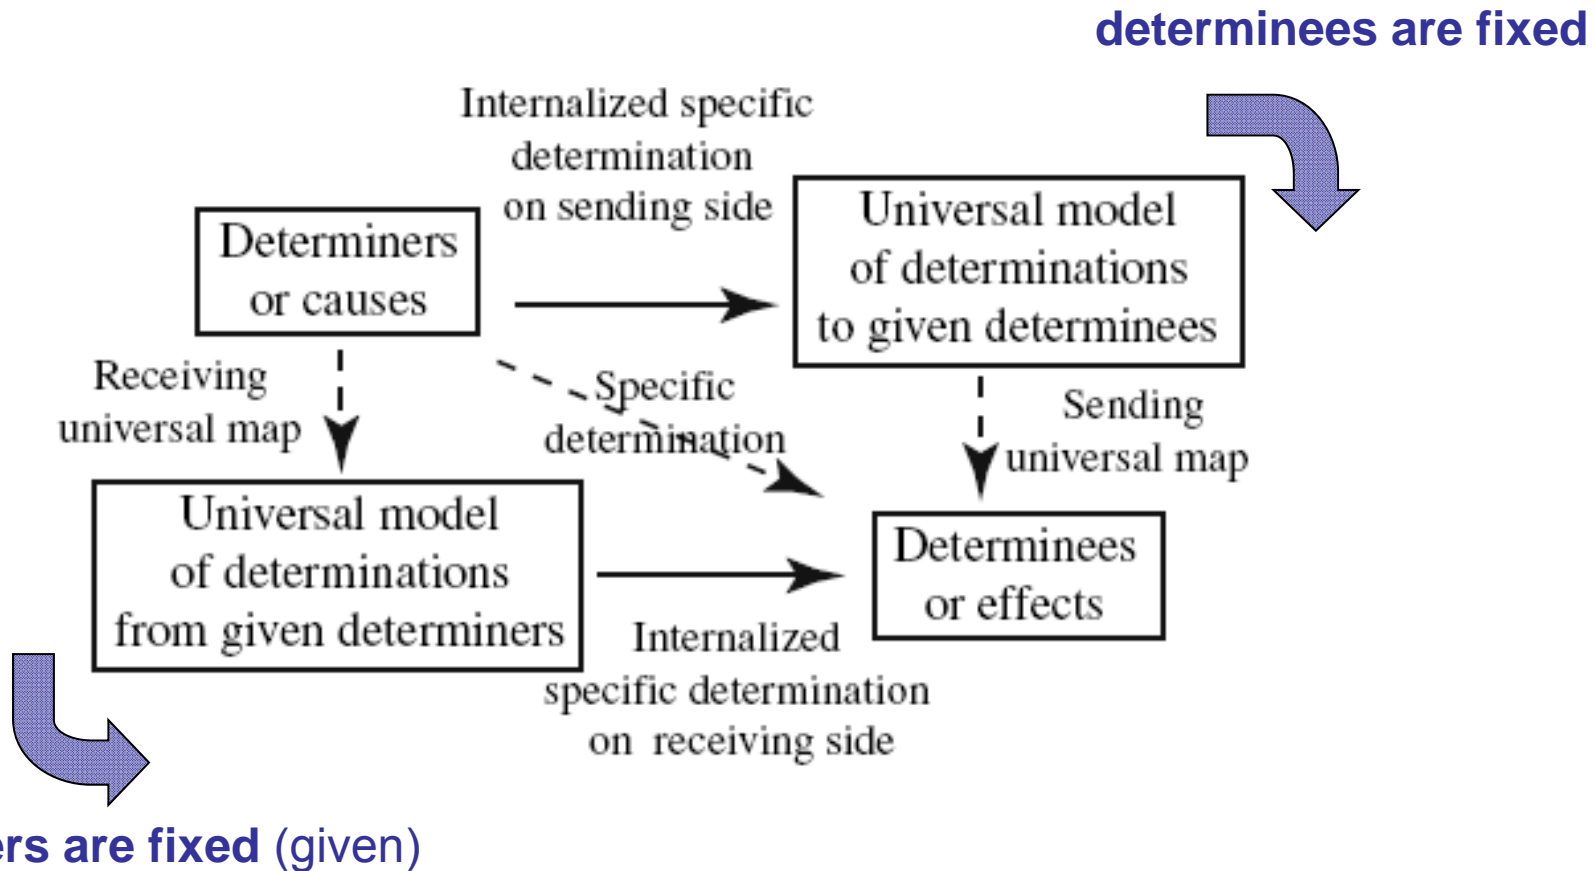 determinees are fixed
Internalized specific
determination
on sending side
Determiners
or causes
Universal model
of determinations
to given determinees
Receiving
universal map
Specific
determination
Sending
universal map
Universal model
of determinations
from given determiners
Determinees
or effects
Internalized
specific determination
on receiving side
ers are fixed (given)